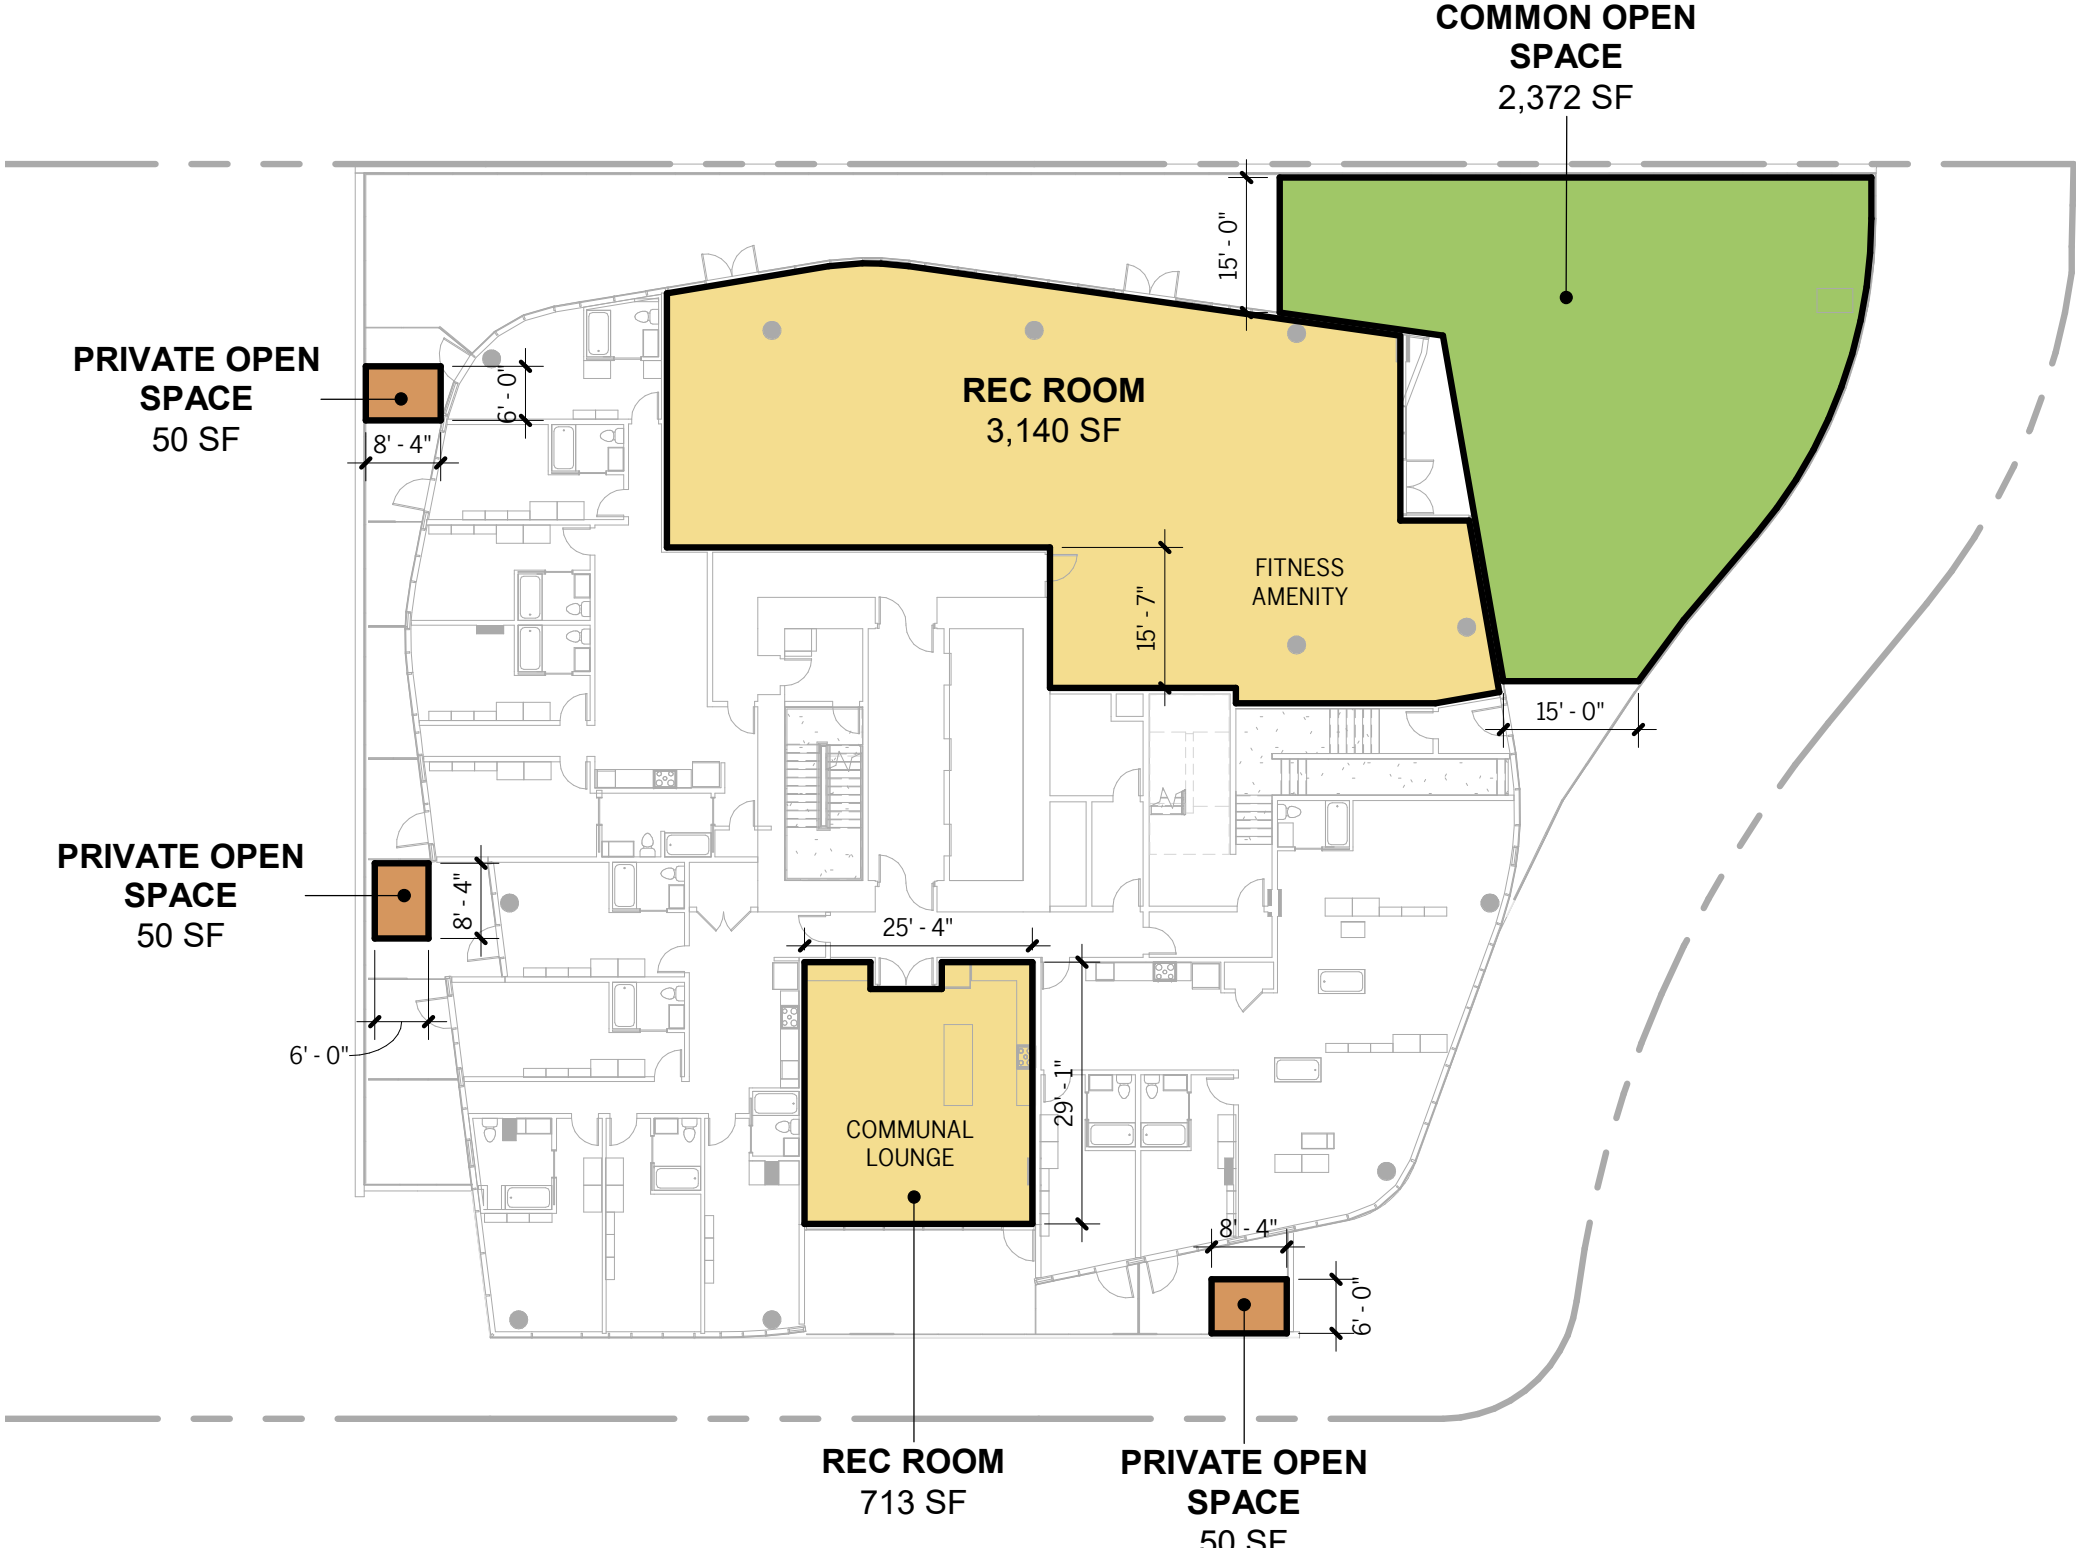 COMMON OPEN
SPACE
2,372 SF
15' - 0"
PRIVATE OPEN
SPACE
50 SF
6' - 0"
8' - 4"
REC ROOM
3,140 SF
FITNESS
AMENITY
15' - 7"
15' - 0"
PRIVATE OPEN
SPACE
50 SF
8' - 4"
6' - 0"
25' - 4"
29' - 1"
COMMUNAL
LOUNGE
8' - 4"
6' - 0"
REC ROOM
713 SF
PRIVATE OPEN
SPACE
50 SF